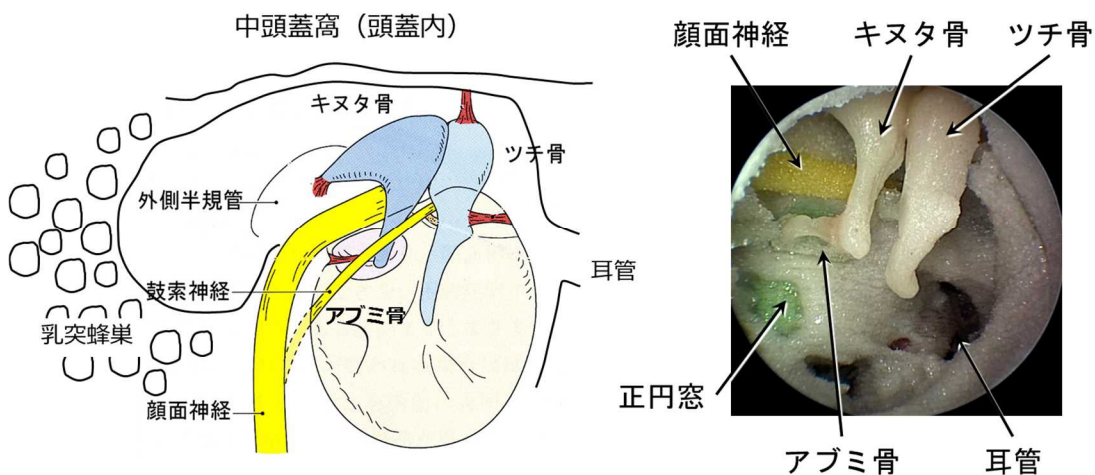 中頭蓋窩（頭蓋内）
キヌタ骨
ツチ骨
外側半規管
耳管
鼓索神経
アブミ骨
乳突蜂巣
顔面神経
顔面神経
キヌタ骨
ツチ骨
正円窓
アブミ骨
耳管